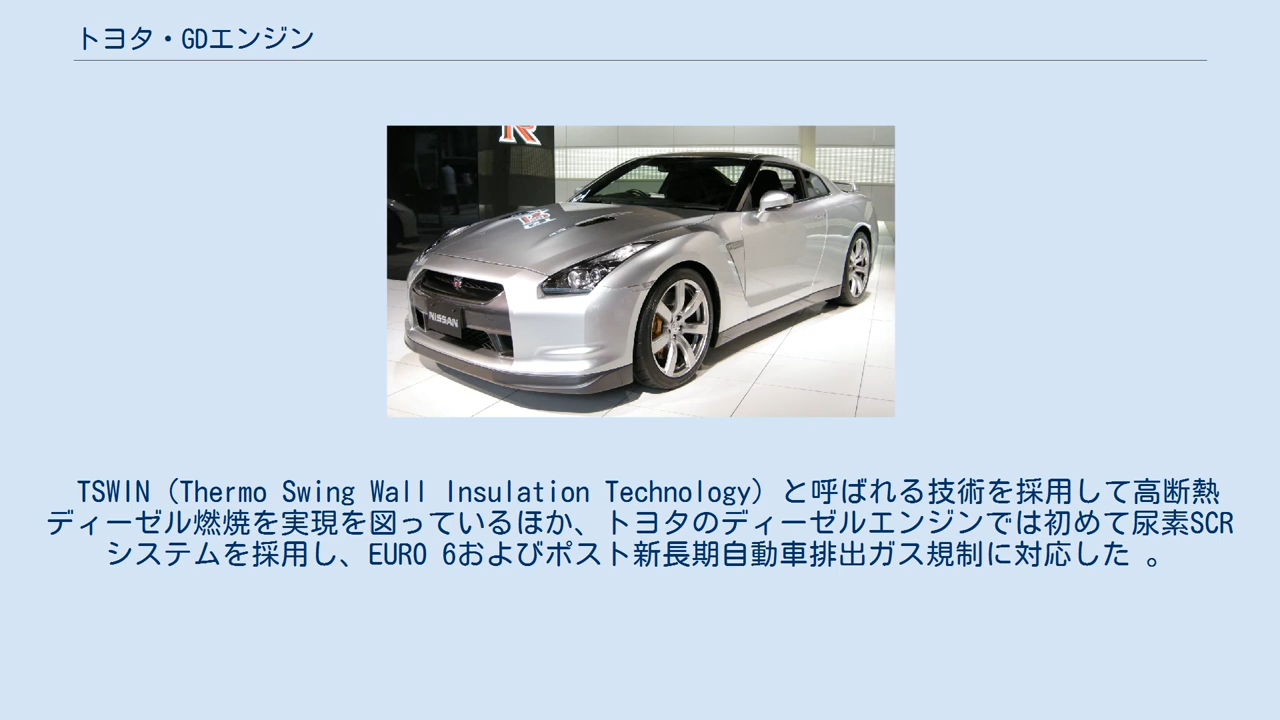 トヨタ・GDエンジン
R
NISSAN
TSWIN（Thermo Swing Wall Insulation Technology）と呼ばれる技術を採用して高断熱
ディーゼル燃焼を実現を図っているほか、トヨタのディーゼルエンジンでは初めて尿素SCR
システムを採用し、EURO 6およびポスト新長期自動車排出ガス規制に対応した 。